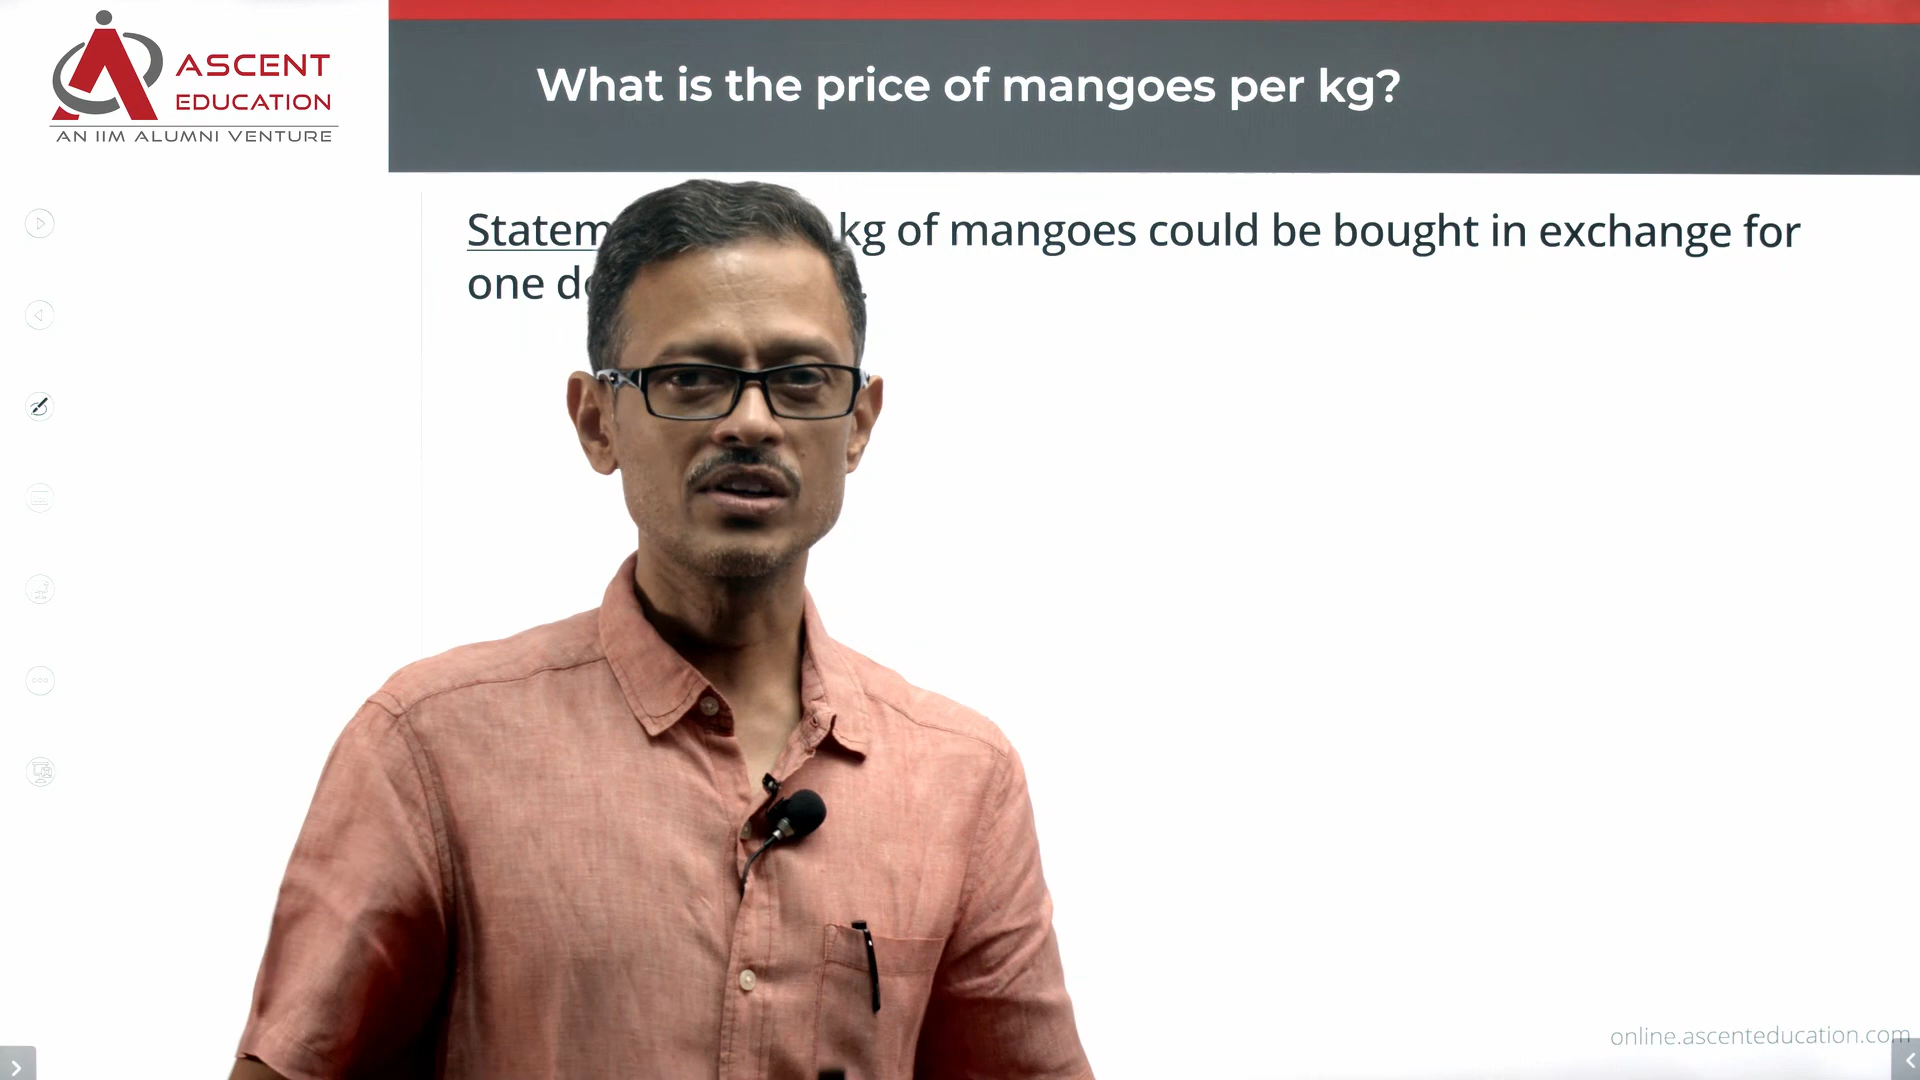 ASCENT
EDUCATION
AN IIM ALUMNI VENTURE
What is the price of mangoes per kg?
kg of mangoes could be bought in exchange for
one
online.ascenteducation.com